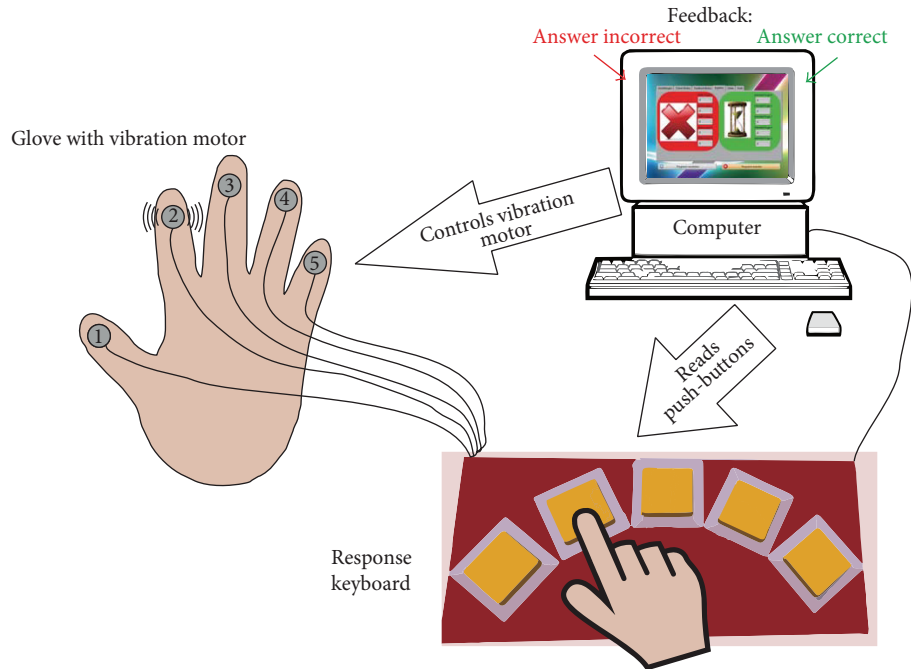 Feedback:
Answer incorrect
Answer correct
Glove with vibration motor
1
2
3
4
5
Controls vibration
motor
Computer
Reads
push-buttons
Response
keyboard